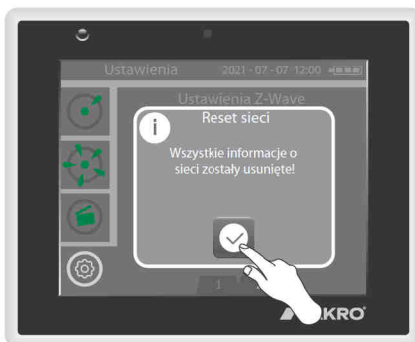 Ustawienia
2021 - 07 - 07 12:00
Ustawienia Z-Wave
Reset sieci
i
Wszystkie informacje o
sieci zostały usunięte!
1
KRO